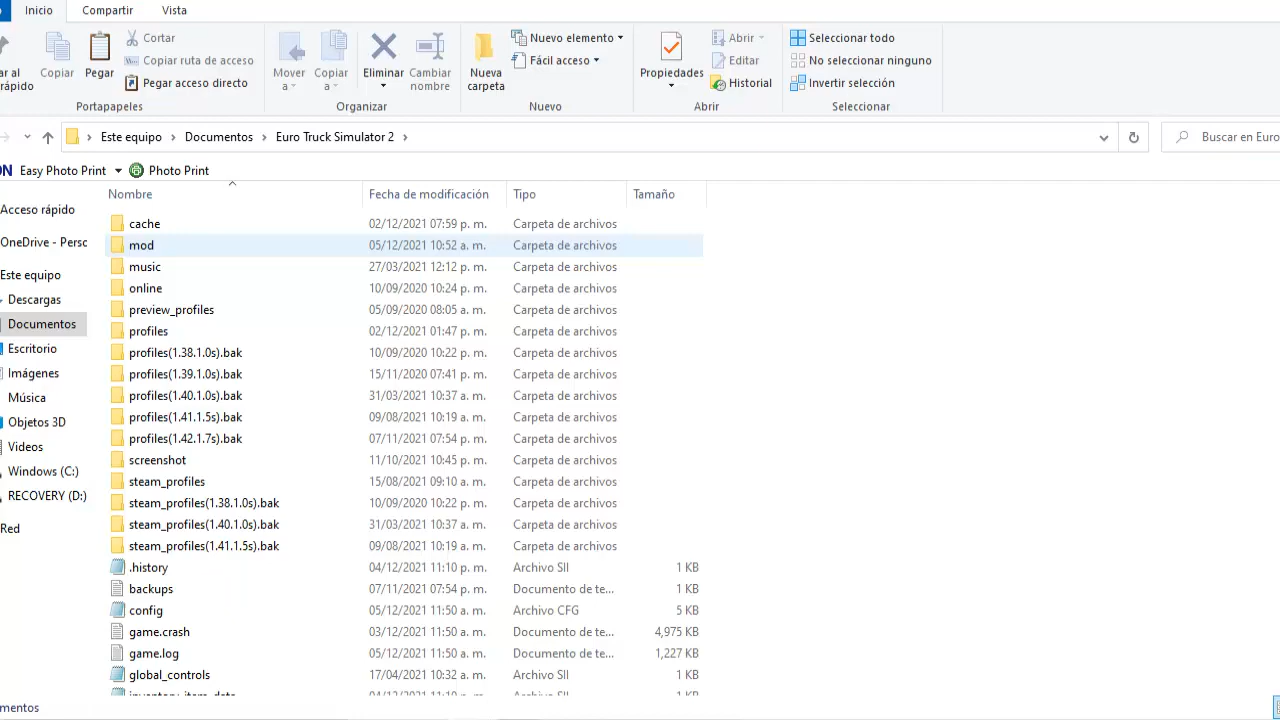 Inicio Compartir Vista
Cortar
Copiar ruta de acceso
Pegar acceso directo
Copiar Pegar
Portapapeles
Mover a Copiar a Eliminar Cambiar nombre
Organizar
Nueva carpeta
Nuevo elemento
Fácil acceso
Nuevo
Propiedades
Abrir
Editar
Historial
Abrir
Seleccionar todo
No seleccionar ninguno
Invertir selección
Seleccionar
Este equipo Documentos Euro Truck Simulator 2
Buscar en Euro
Easy Photo Print Photo Print
Acceso rápido
OneDrive - Persc
Este equipo
Descargas
Documentos
Escritorio
Imágenes
Música
Objetos 3D
Videos
Windows (C:)
RECOVERY (D:)
Red
Nombre Fecha de modificación Tipo Tamaño
cache 02/12/2021 07:59 p. m. Carpeta de archivos
mod 05/12/2021 10:52 a. m. Carpeta de archivos
music 27/03/2021 12:12 p. m. Carpeta de archivos
online 10/09/2020 10:24 p. m. Carpeta de archivos
preview_profiles 05/09/2020 08:05 a. m. Carpeta de archivos
profiles 02/12/2021 01:47 p. m. Carpeta de archivos
profiles(1.38.1.0s).bak 10/09/2020 10:22 p. m. Carpeta de archivos
profiles(1.39.1.0s).bak 15/11/2020 07:41 p. m. Carpeta de archivos
profiles(1.40.1.0s).bak 31/03/2021 10:37 a. m. Carpeta de archivos
profiles(1.41.1.5s).bak 09/08/2021 10:19 a. m. Carpeta de archivos
profiles(1.42.1.7s).bak 07/11/2021 07:54 p. m. Carpeta de archivos
screenshot 11/10/2021 10:45 p. m. Carpeta de archivos
steam_profiles 15/08/2021 09:10 a. m. Carpeta de archivos
steam_profiles(1.38.1.0s).bak 10/09/2020 10:22 p. m. Carpeta de archivos
steam_profiles(1.40.1.0s).bak 31/03/2021 10:37 a. m. Carpeta de archivos
steam_profiles(1.41.1.5s).bak 09/08/2021 10:19 a. m. Carpeta de archivos
.history 04/12/2021 11:10 p. m. Archivo SII 1 KB
backups 07/11/2021 07:54 p. m. Documento de te... 1 KB
config 05/12/2021 11:50 a. m. Archivo CFG 5 KB
game.crash 03/12/2021 11:50 a. m. Documento de te... 4,975 KB
game.log 05/12/2021 11:50 a. m. Documento de te... 1,227 KB
global_controls 17/04/2021 10:32 a. m. Archivo SII 1 KB
mentos